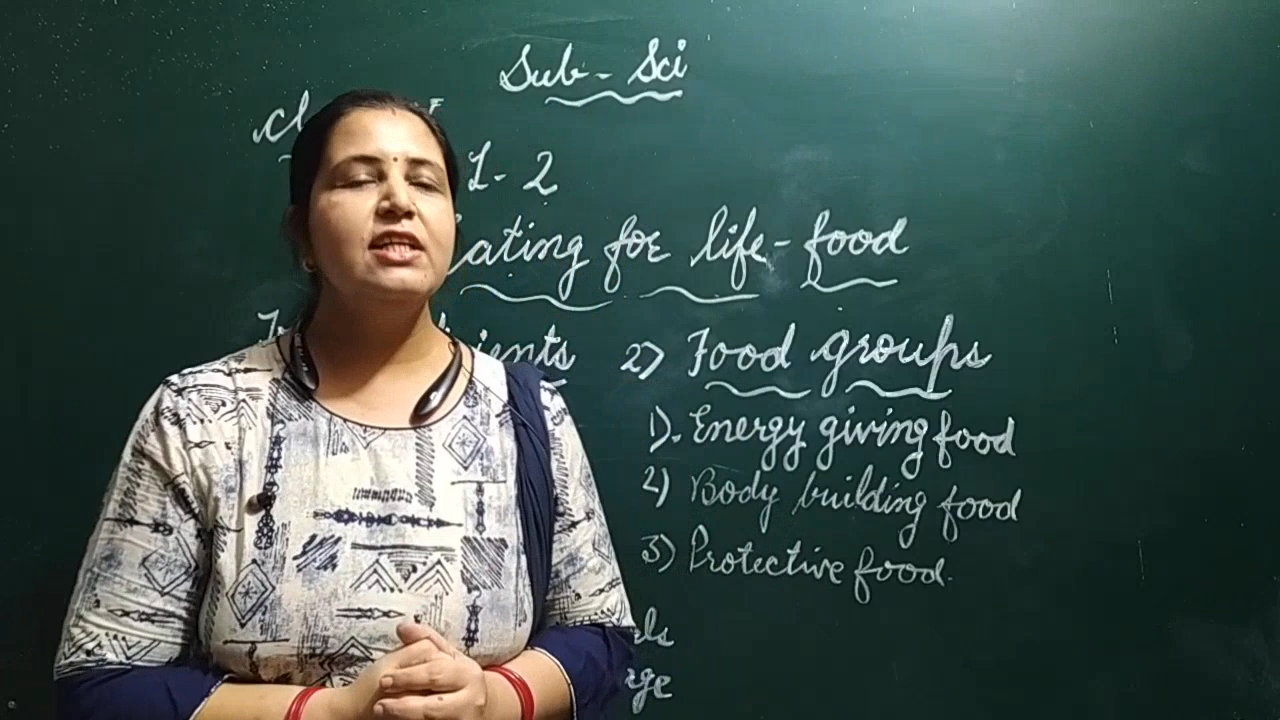 Sub - Sci
L - 2
eating for life - food
2) Food groups
1). Energy giving food
2) Body building food
3) Protective food.